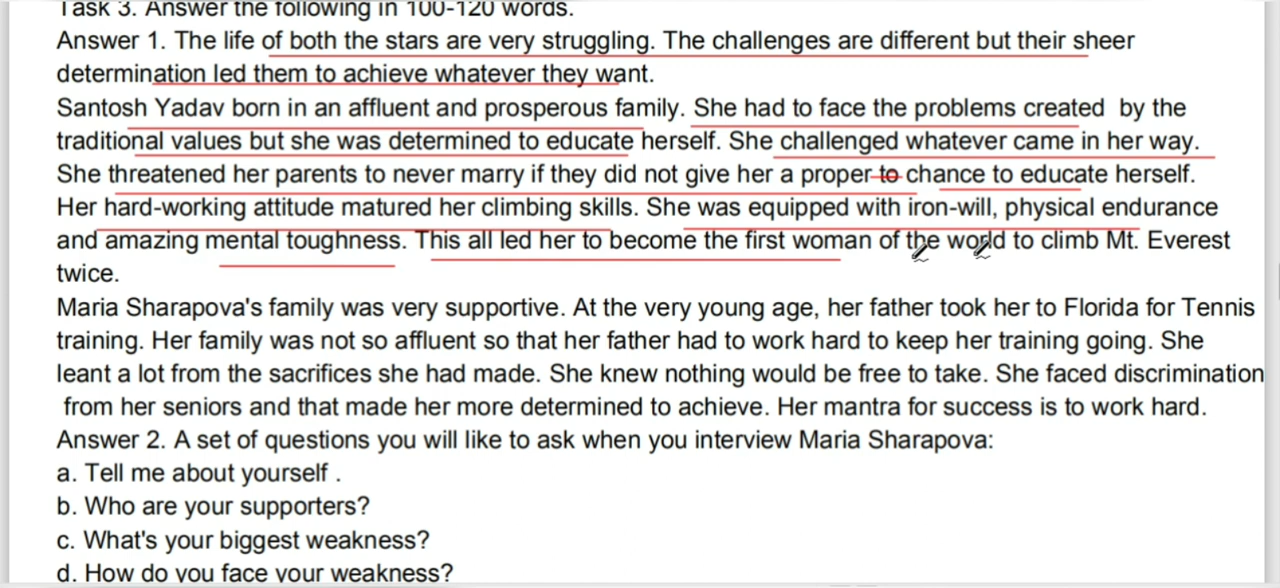 Task 3. Answer the following in 100-120 words.
Answer 1. The life of both the stars are very struggling. The challenges are different but their sheer
determination led them to achieve whatever they want.
Santosh Yadav born in an affluent and prosperous family. She had to face the problems created  by the
traditional values but she was determined to educate herself. She challenged whatever came in her way.
She threatened her parents to never marry if they did not give her a proper to chance to educate herself.
Her hard-working attitude matured her climbing skills. She was equipped with iron-will, physical endurance
and amazing mental toughness. This all led her to become the first woman of the world to climb Mt. Everest
twice.
Maria Sharapova's family was very supportive. At the very young age, her father took her to Florida for Tennis
training. Her family was not so affluent so that her father had to work hard to keep her training going. She
leant a lot from the sacrifices she had made. She knew nothing would be free to take. She faced discrimination
from her seniors and that made her more determined to achieve. Her mantra for success is to work hard.
Answer 2. A set of questions you will like to ask when you interview Maria Sharapova:
a. Tell me about yourself .
b. Who are your supporters?
c. What's your biggest weakness?
d. How do you face your weakness?